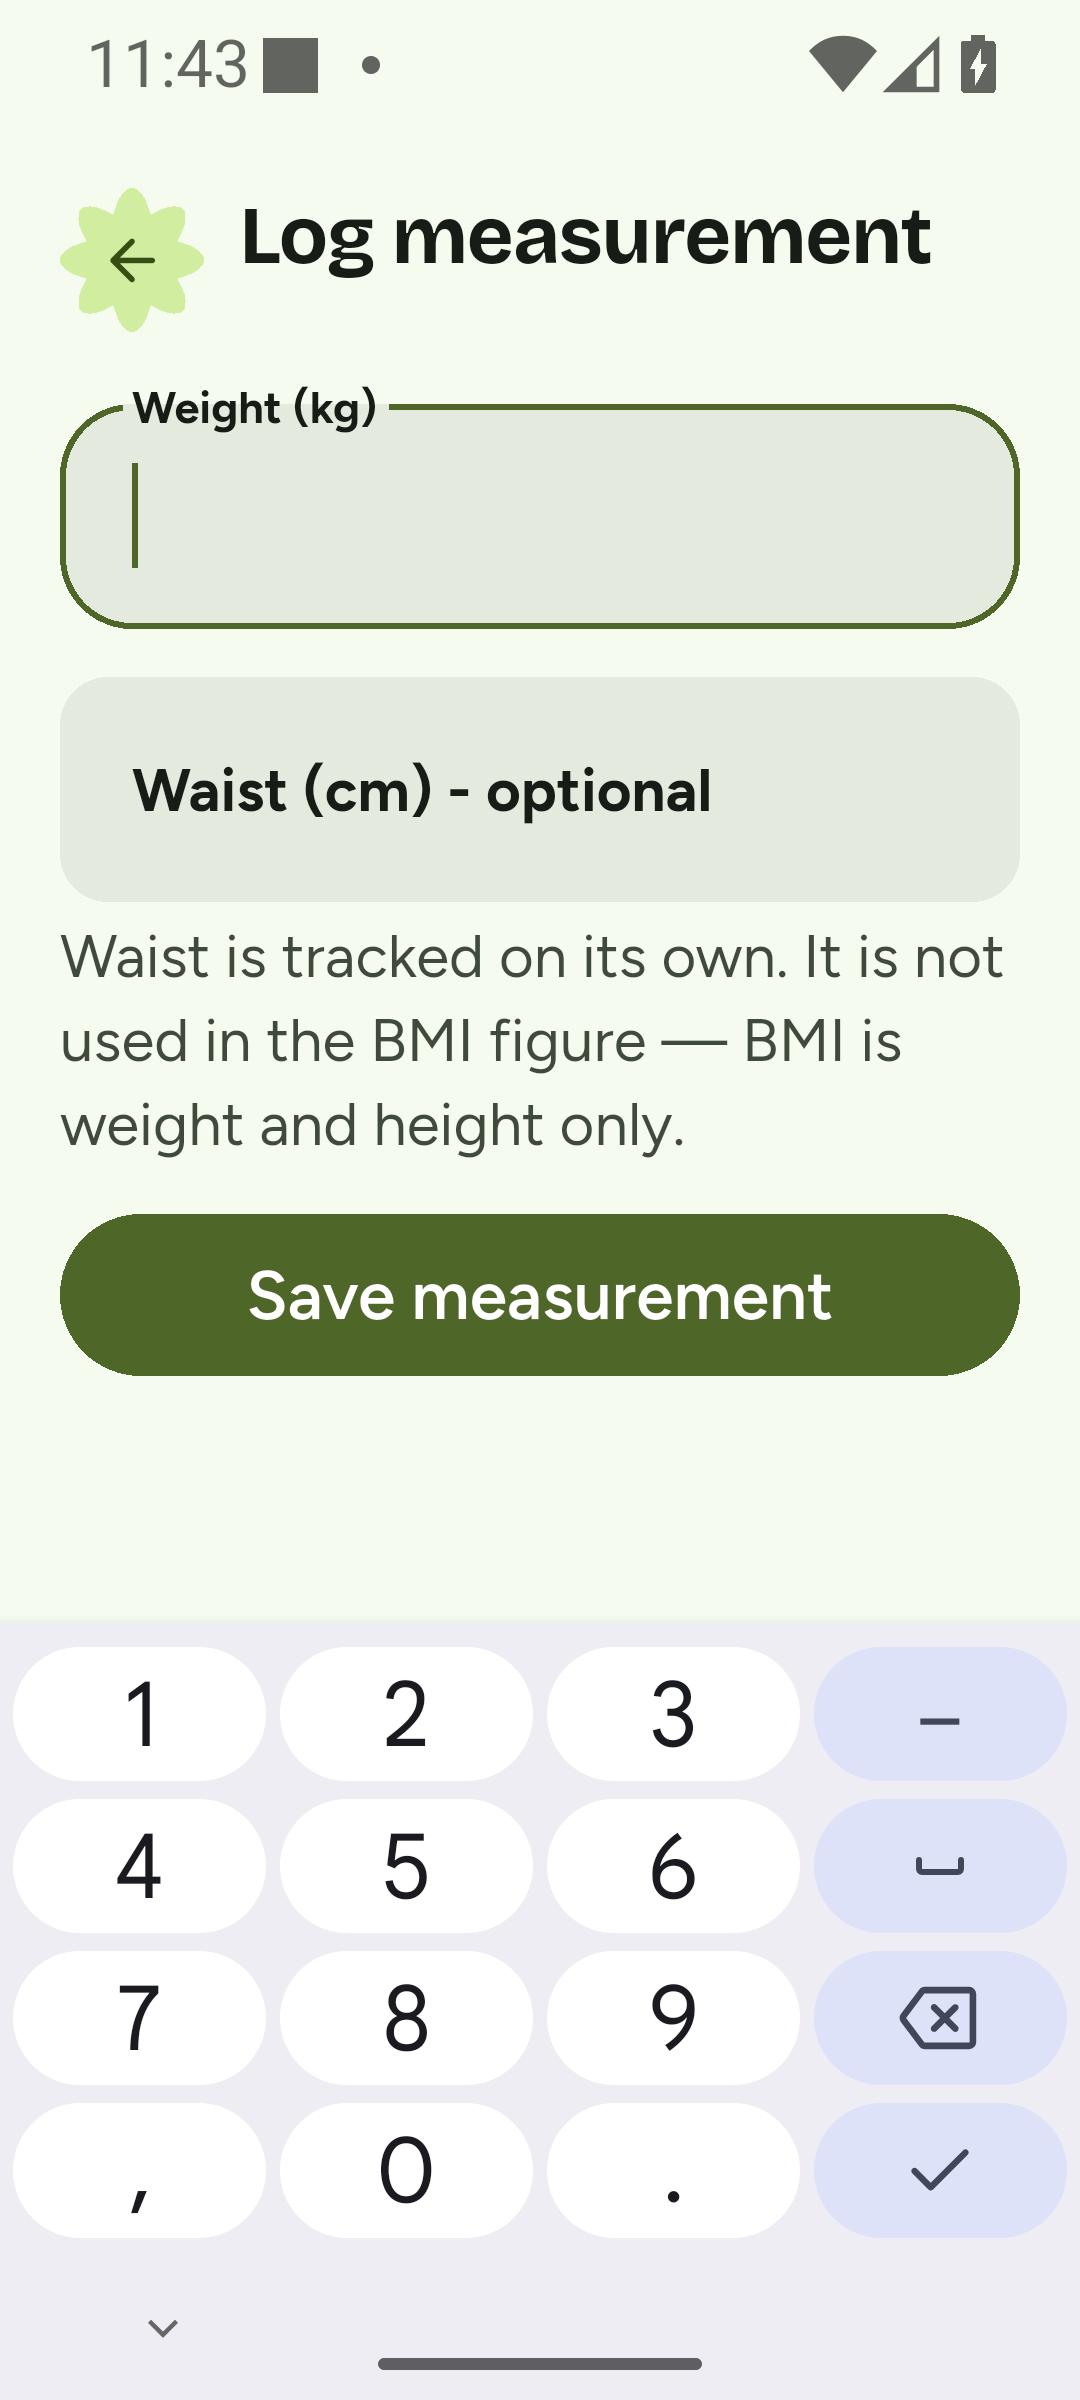 11:43
Log measurement
Weight (kg)
Waist (cm) - optional
Waist is tracked on its own. It is not
used in the BMI figure — BMI is
weight and height only.
Save measurement
1 2 3 –
4 5 6
7 8 9
, 0 .